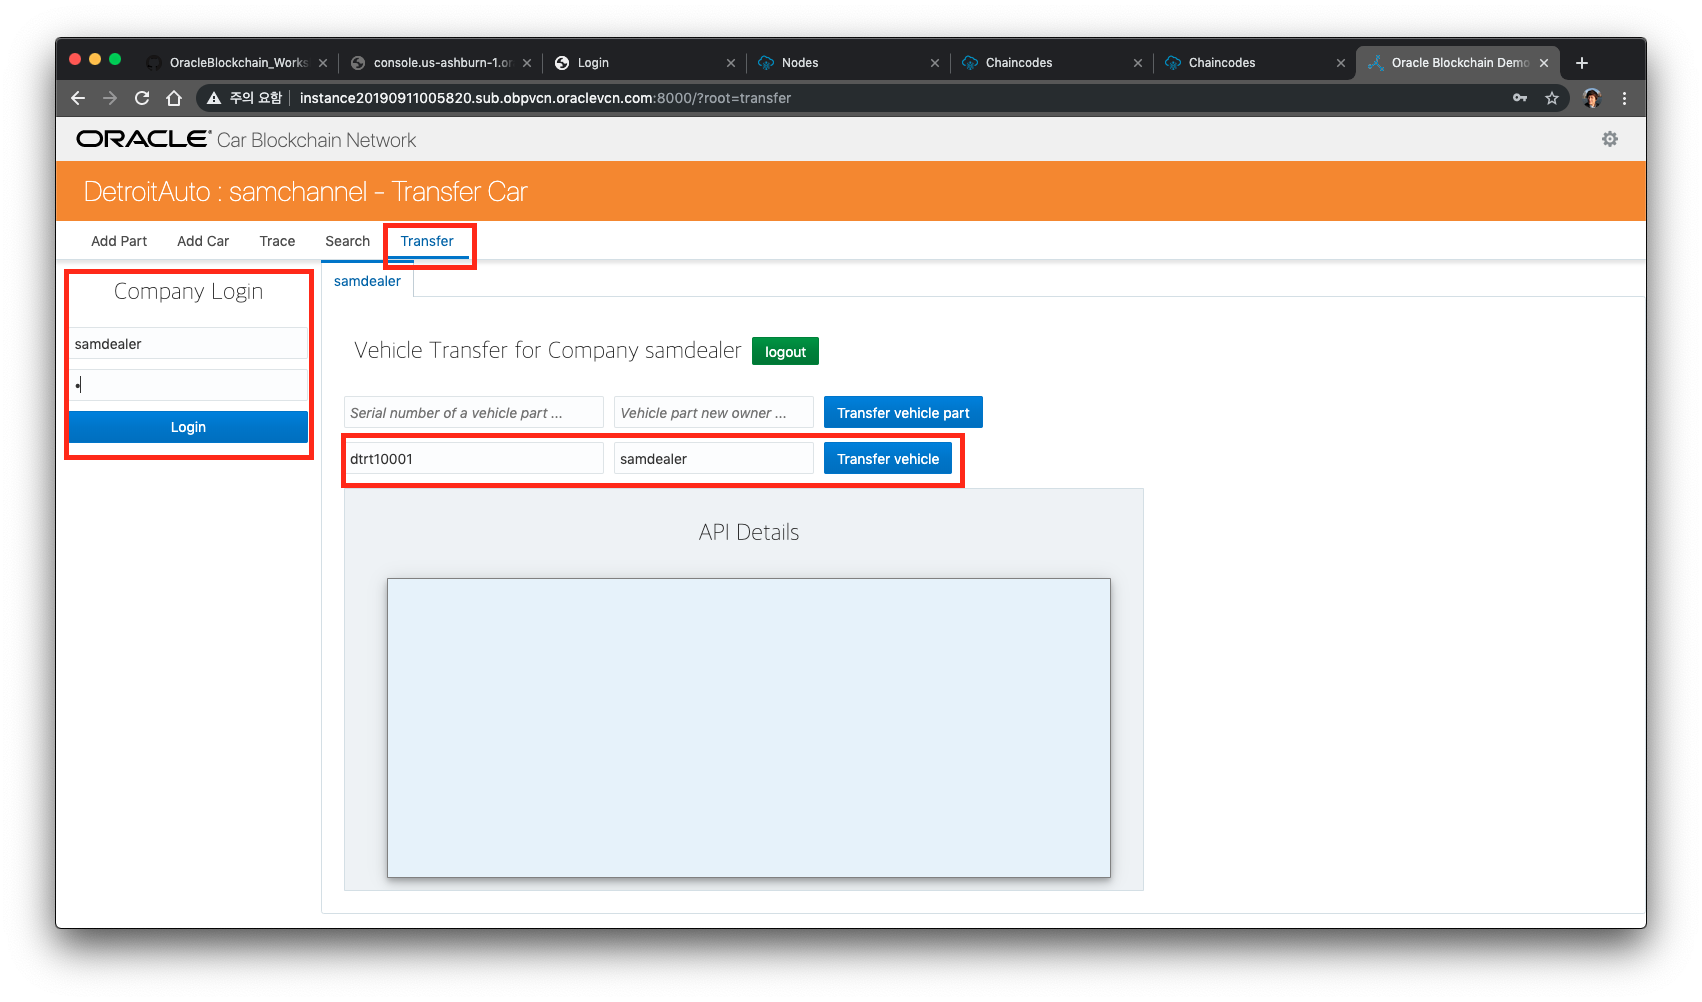 OracleBlockchain_Works
console.us-ashburn-1.or
Login
Nodes
Chaincodes
Chaincodes
Oracle Blockchain Demo
주의 요함
instance20190911005820.sub.obpvcn.oraclevcn.com:8000/?root=transfer
ORACLE Car Blockchain Network
DetroitAuto : samchannel - Transfer Car
Add Part
Add Car
Trace
Search
Transfer
Company Login
samdealer
Login
samdealer
Vehicle Transfer for Company samdealer
logout
Serial number of a vehicle part ...
Vehicle part new owner ...
Transfer vehicle part
dtrt10001
samdealer
Transfer vehicle
API Details